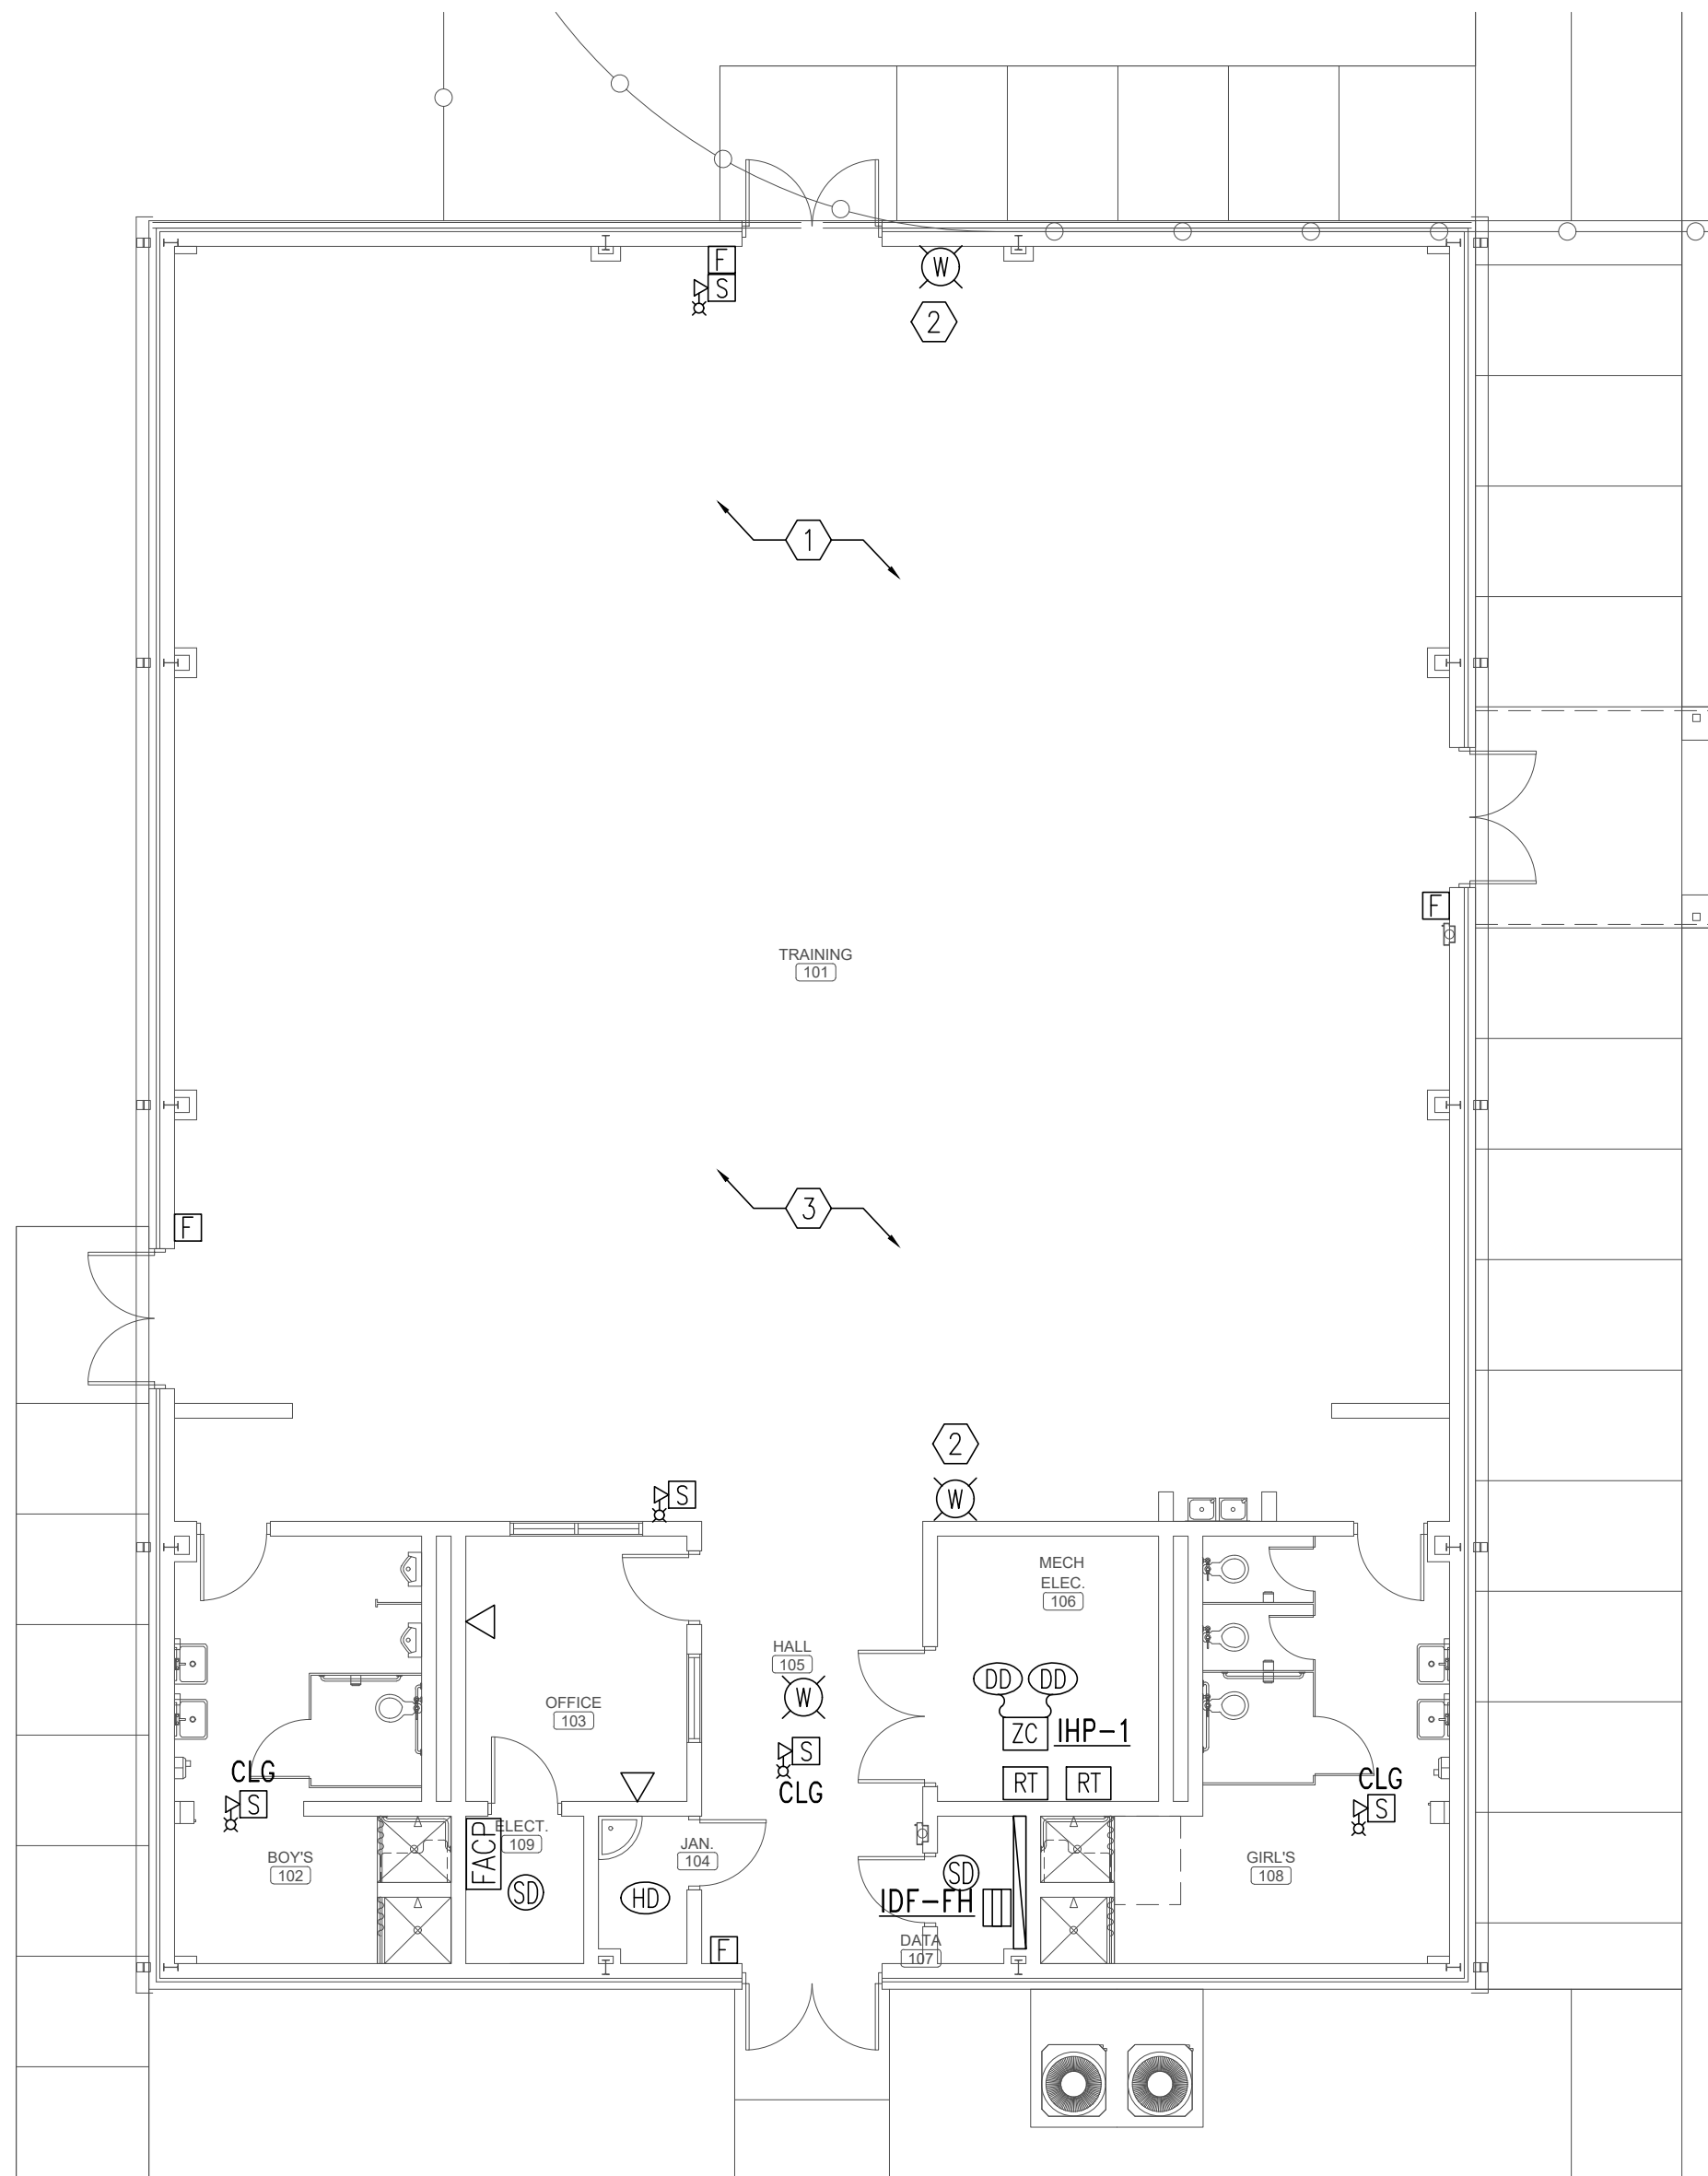 F
W
S
2
1
F
TRAINING
101
3
F
2
S
W
MECH
ELEC.
106
HALL
105
DD
DD
W
OFFICE
103
ZC
IHP-1
S
CLG
RT
RT
CLG
CLG
S
S
FACP
ELECT.
109
JAN.
104
BOY'S
102
GIRL'S
108
SD
SD
HD
IDF-FH
F
DATA
107